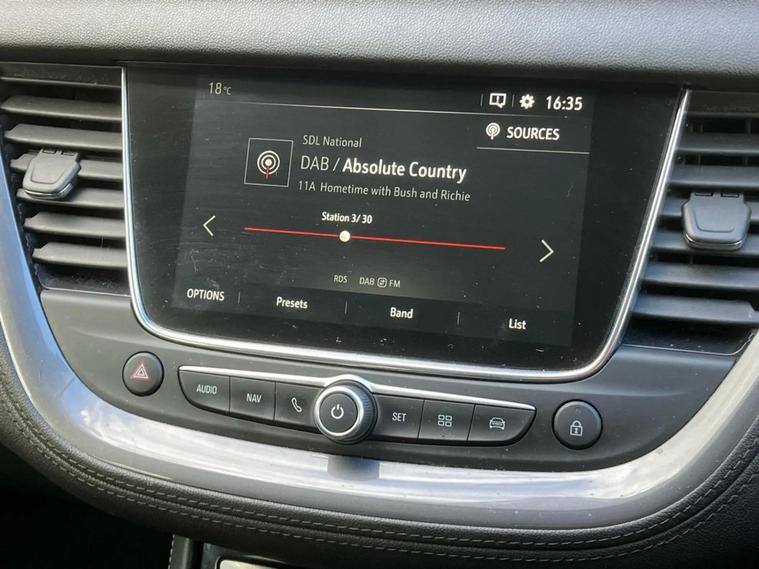 18°C
16:35
SOURCES
SDL National
DAB / Absolute Country
11A Hometime with Bush and Richie
Station 3/ 30
RDS DAB FM
OPTIONS Presets Band List
AUDIO NAV SET